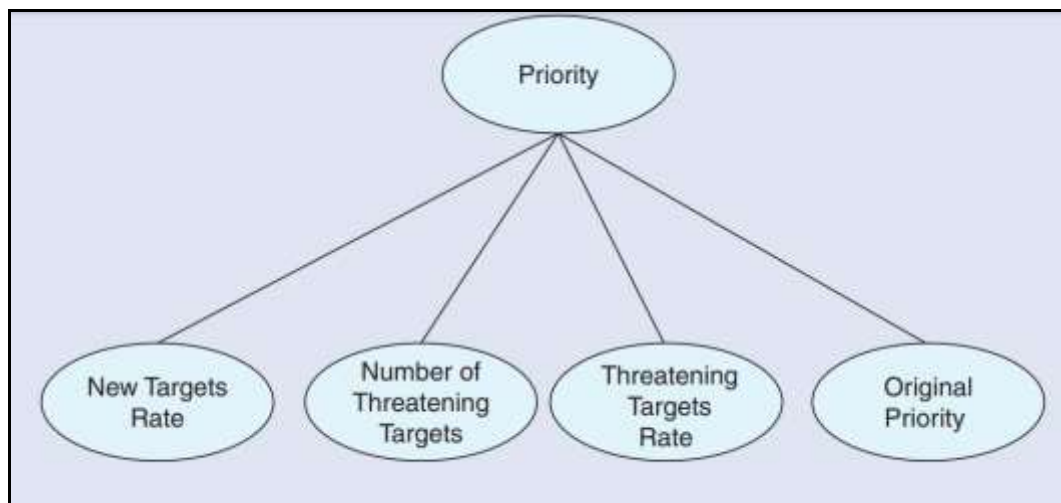 Priority
New Targets
Rate
Number of
Threatening
Targets
Threatening
Targets
Rate
Original
Priority